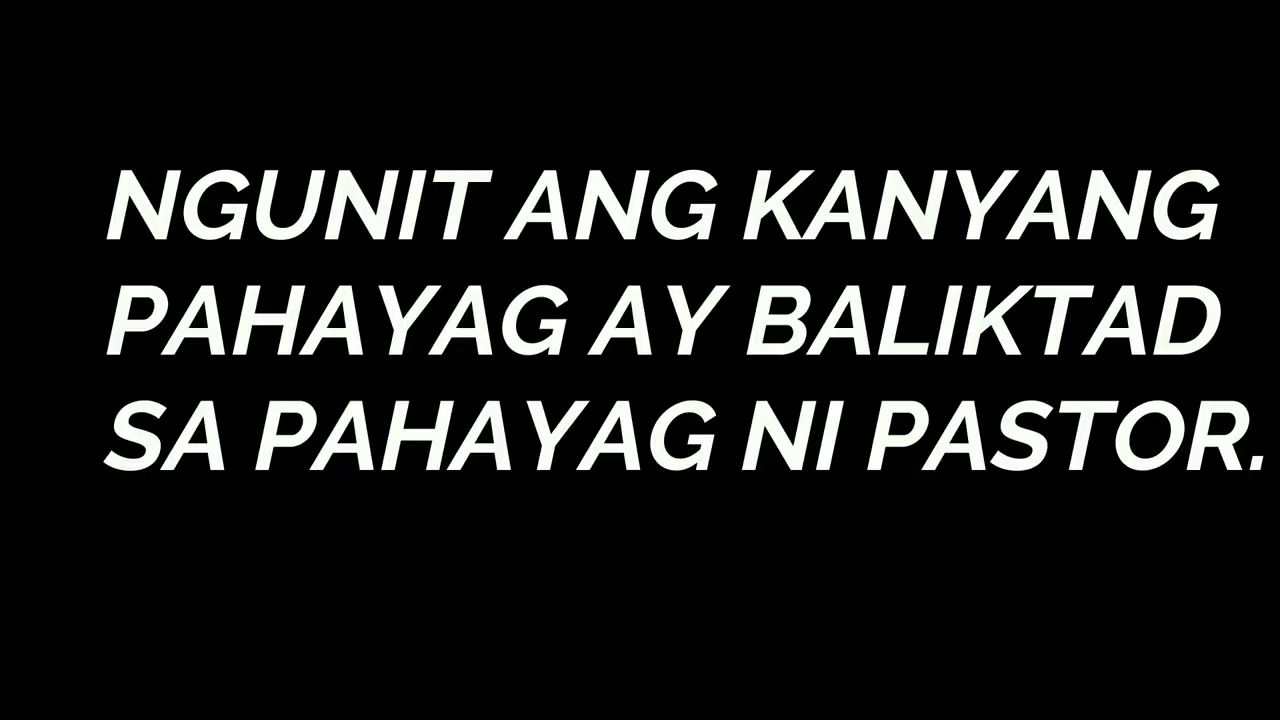 NGUNIT ANG KANYANG
PAHAYAG AY BALIKTAD
SA PAHAYAG NI PASTOR.